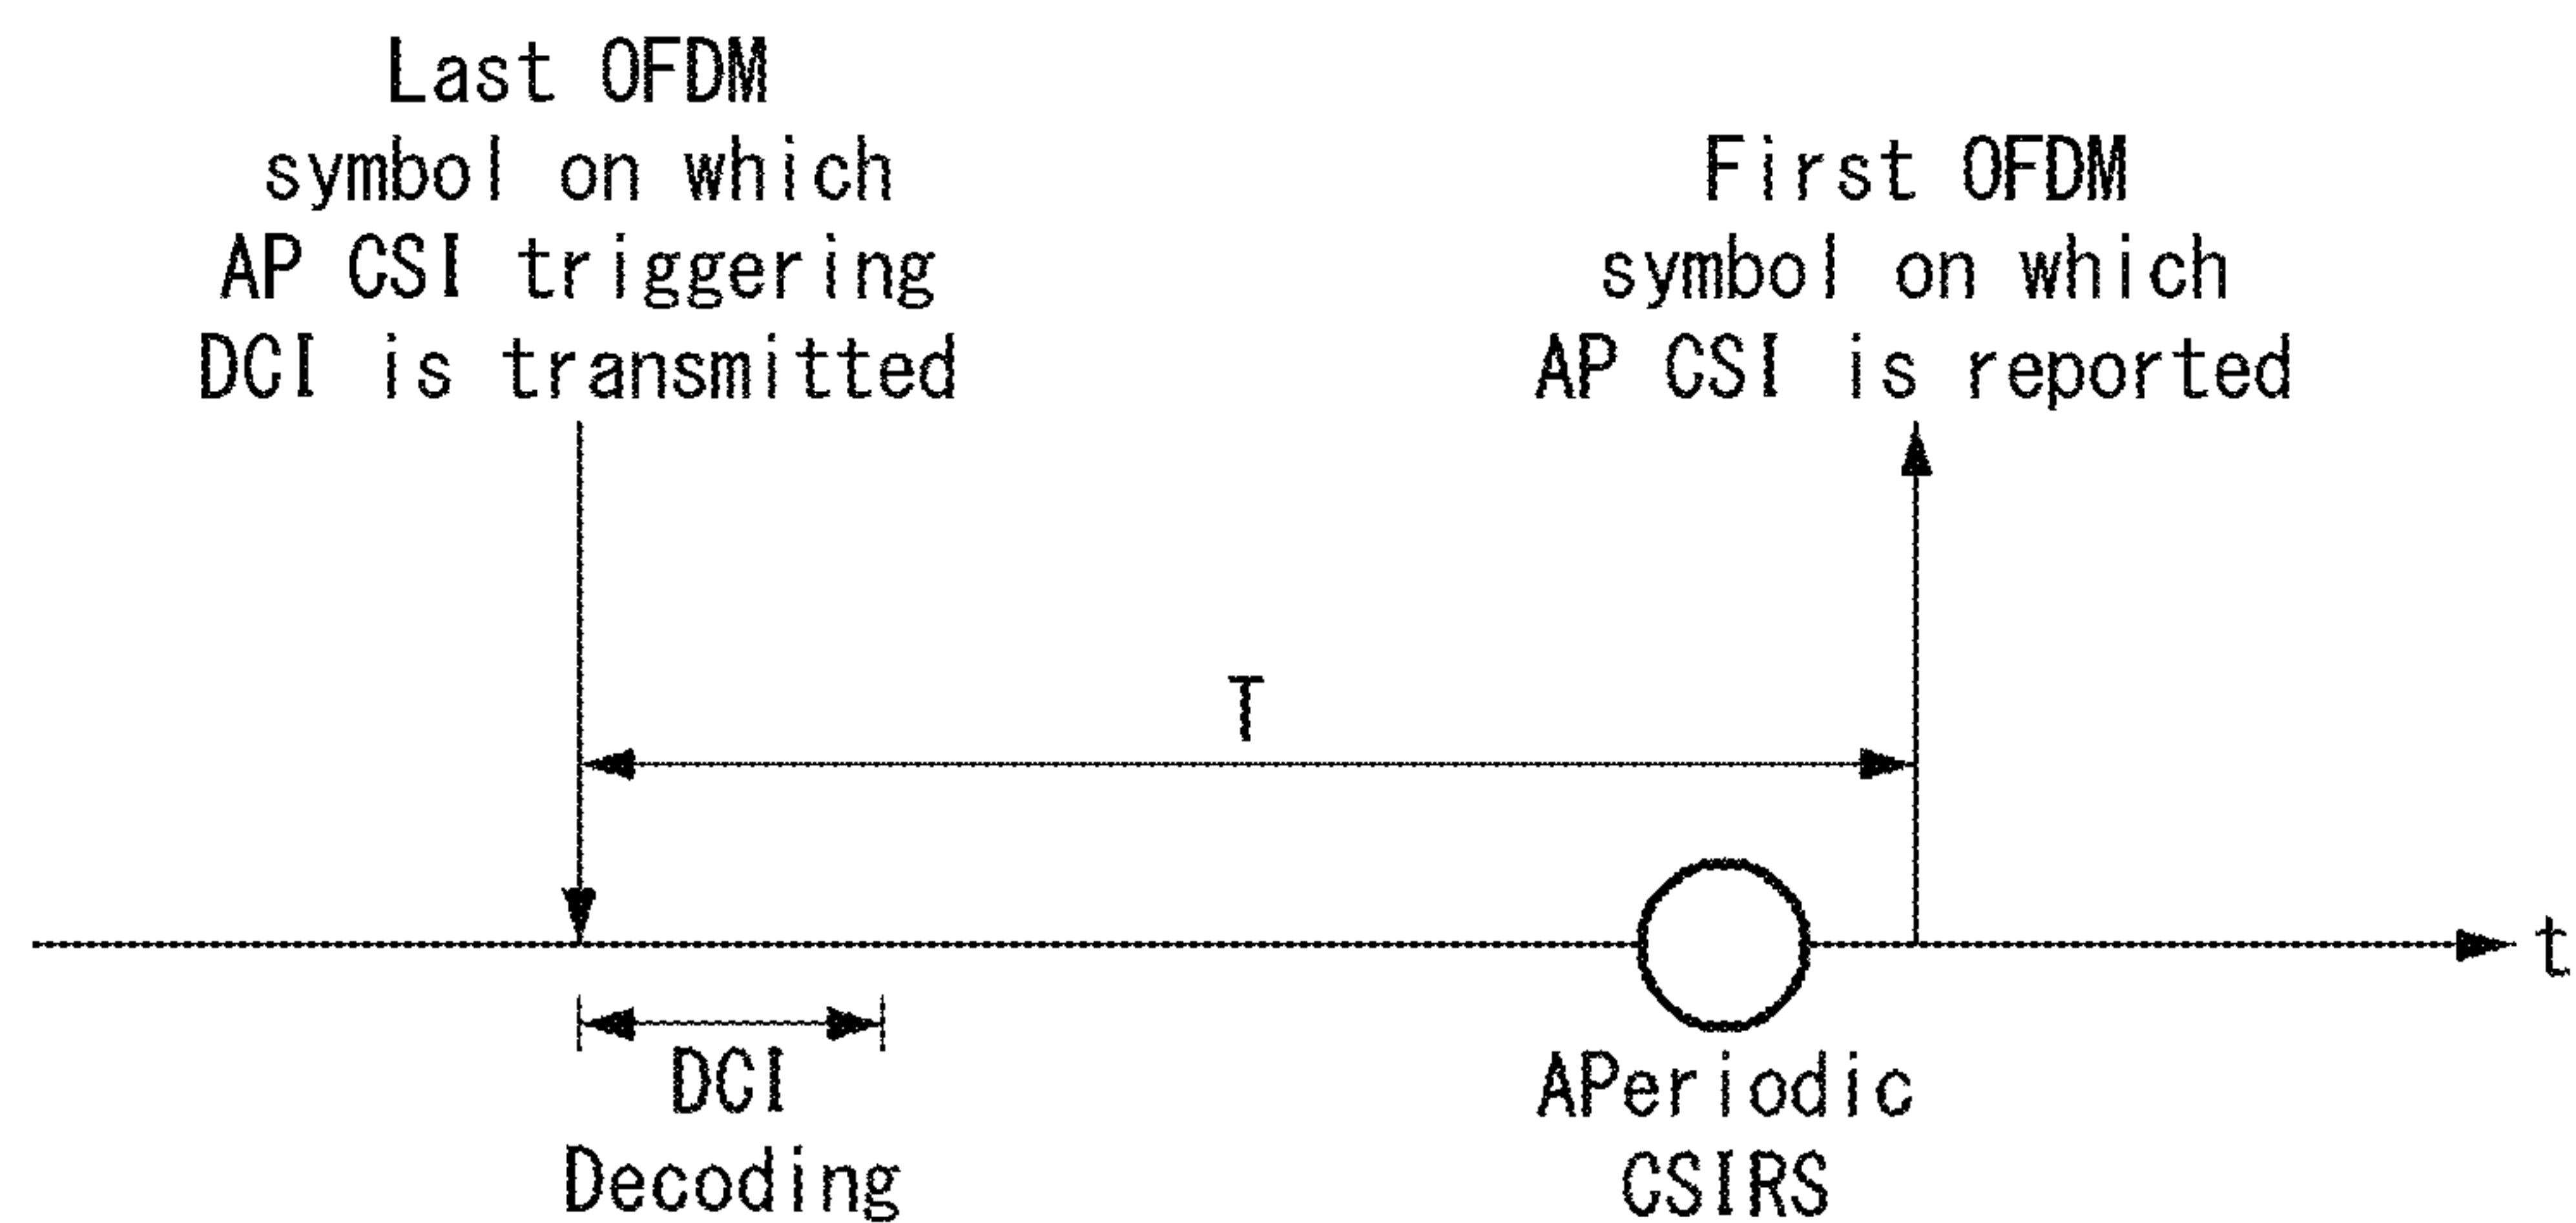 Last OFDM
symbol on which
AP CSI triggering
DCI is transmitted
First OFDM
symbol on which
AP CSI is reported
T
t
DCI
Decoding
APeriodic
CSIRS